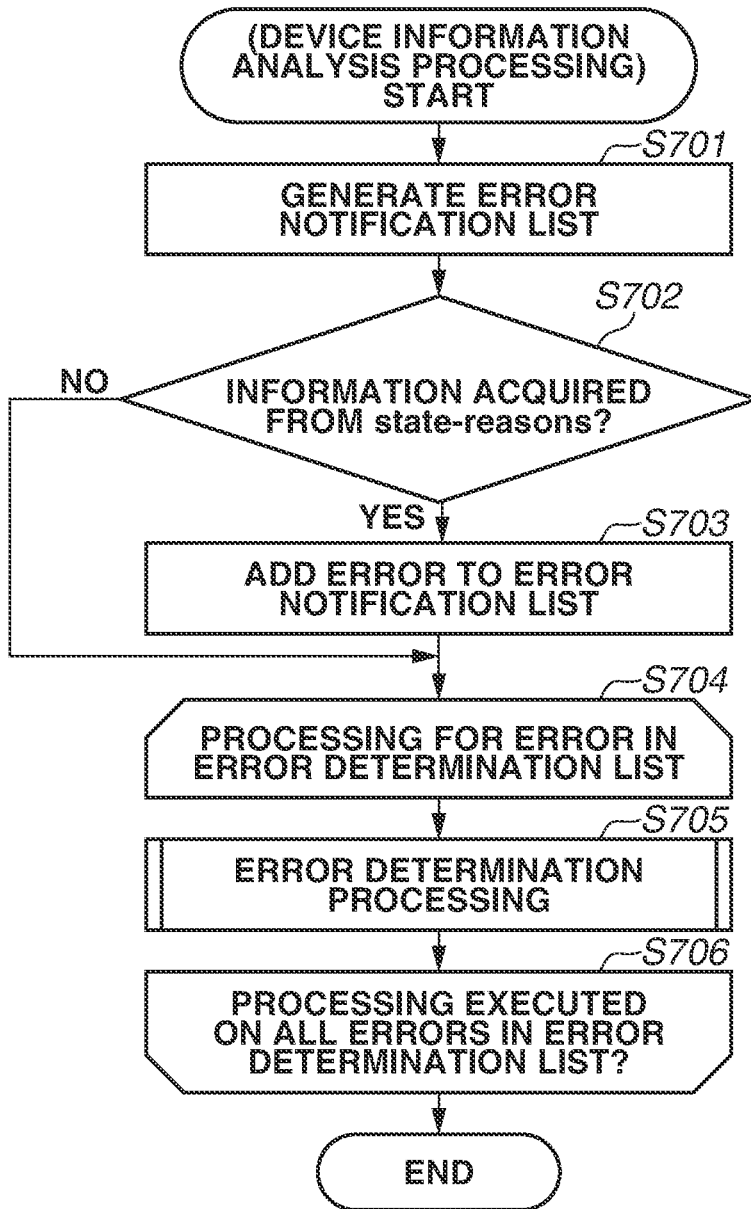 (DEVICE INFORMATION
ANALYSIS PROCESSING)
START
S701
GENERATE ERROR
NOTIFICATION LIST
S702
NO
INFORMATION ACQUIRED
FROM state-reasons?
YES
S703
ADD ERROR TO ERROR
NOTIFICATION LIST
S704
PROCESSING FOR ERROR IN
ERROR DETERMINATION LIST
S705
ERROR DETERMINATION
PROCESSING
S706
PROCESSING EXECUTED
ON ALL ERRORS IN ERROR
DETERMINATION LIST?
END